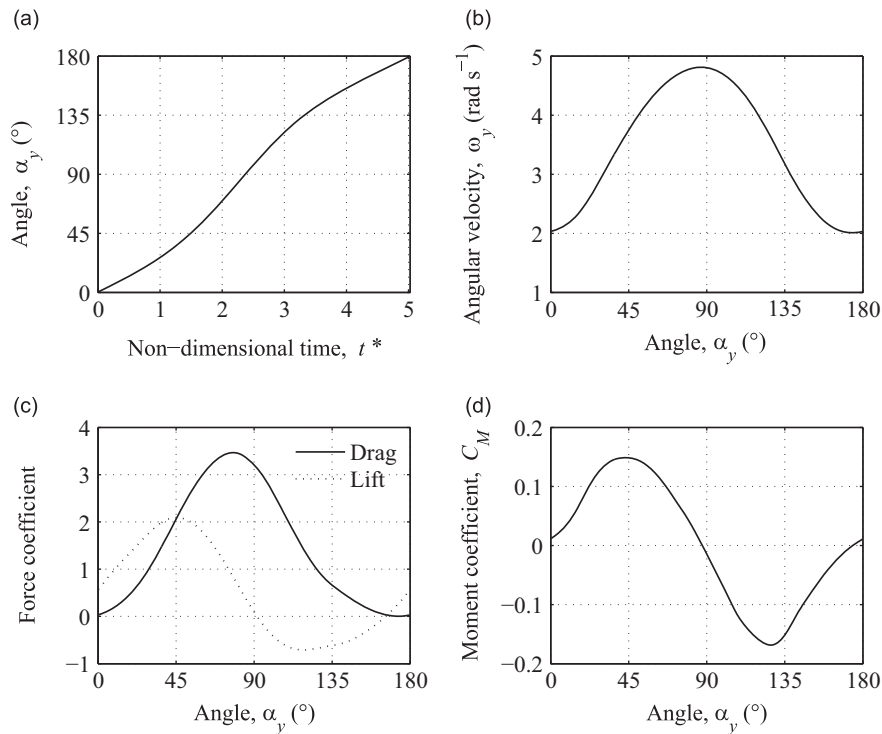 (a)
180
135
90
45
0
0 1 2 3 4 5
Angle, α_y (°)
Non−dimensional time, t *
(b)
5
4
3
2
1
0 45 90 135 180
Angular velocity, ω_y (rad s⁻¹)
Angle, α_y (°)
(c)
4
3
2
1
0
−1
0 45 90 135 180
Drag
Lift
Force coefficient
Angle, α_y (°)
(d)
0.2
0.1
0
−0.1
−0.2
0 45 90 135 180
Moment coefficient, C_M
Angle, α_y (°)